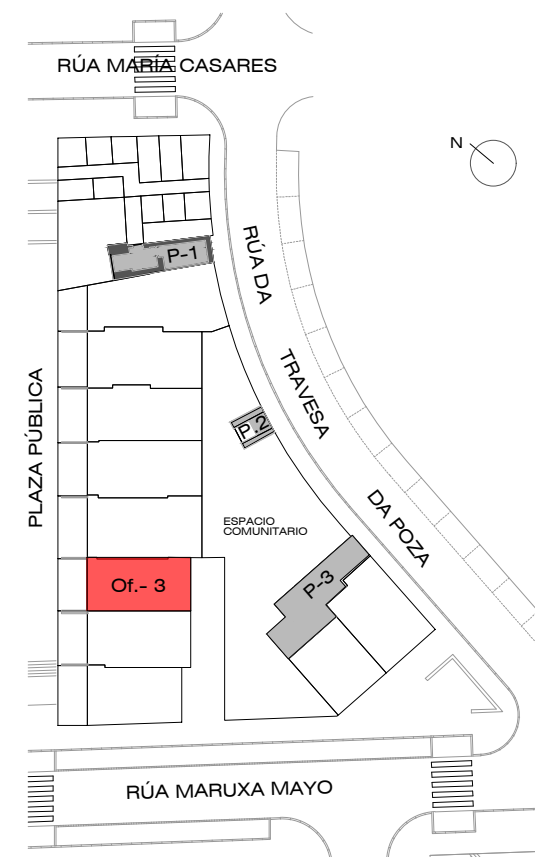 RÚA MARÍA CASARES
N
P-1
RÚA DA
TRAVESA
DA POZA
PLAZA PÚBLICA
P.2
ESPACIO
COMUNITARIO
P-3
Of.- 3
RÚA MARUXA MAYO